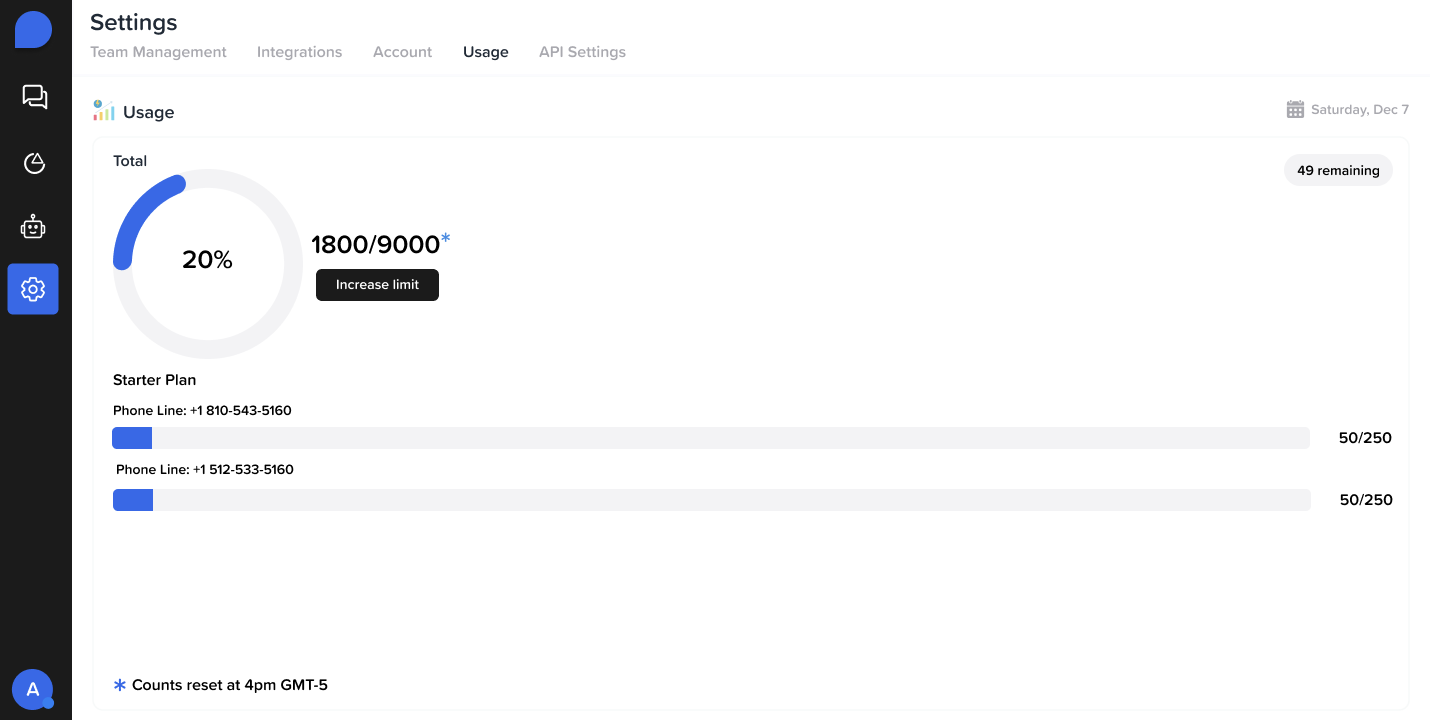 Settings
Team Management Integrations Account Usage API Settings
Usage
Saturday, Dec 7
Total
49 remaining
20%
1800/9000*
Increase limit
Starter Plan
Phone Line: +1 810-543-5160
50/250
Phone Line: +1 512-533-5160
50/250
* Counts reset at 4pm GMT-5
A